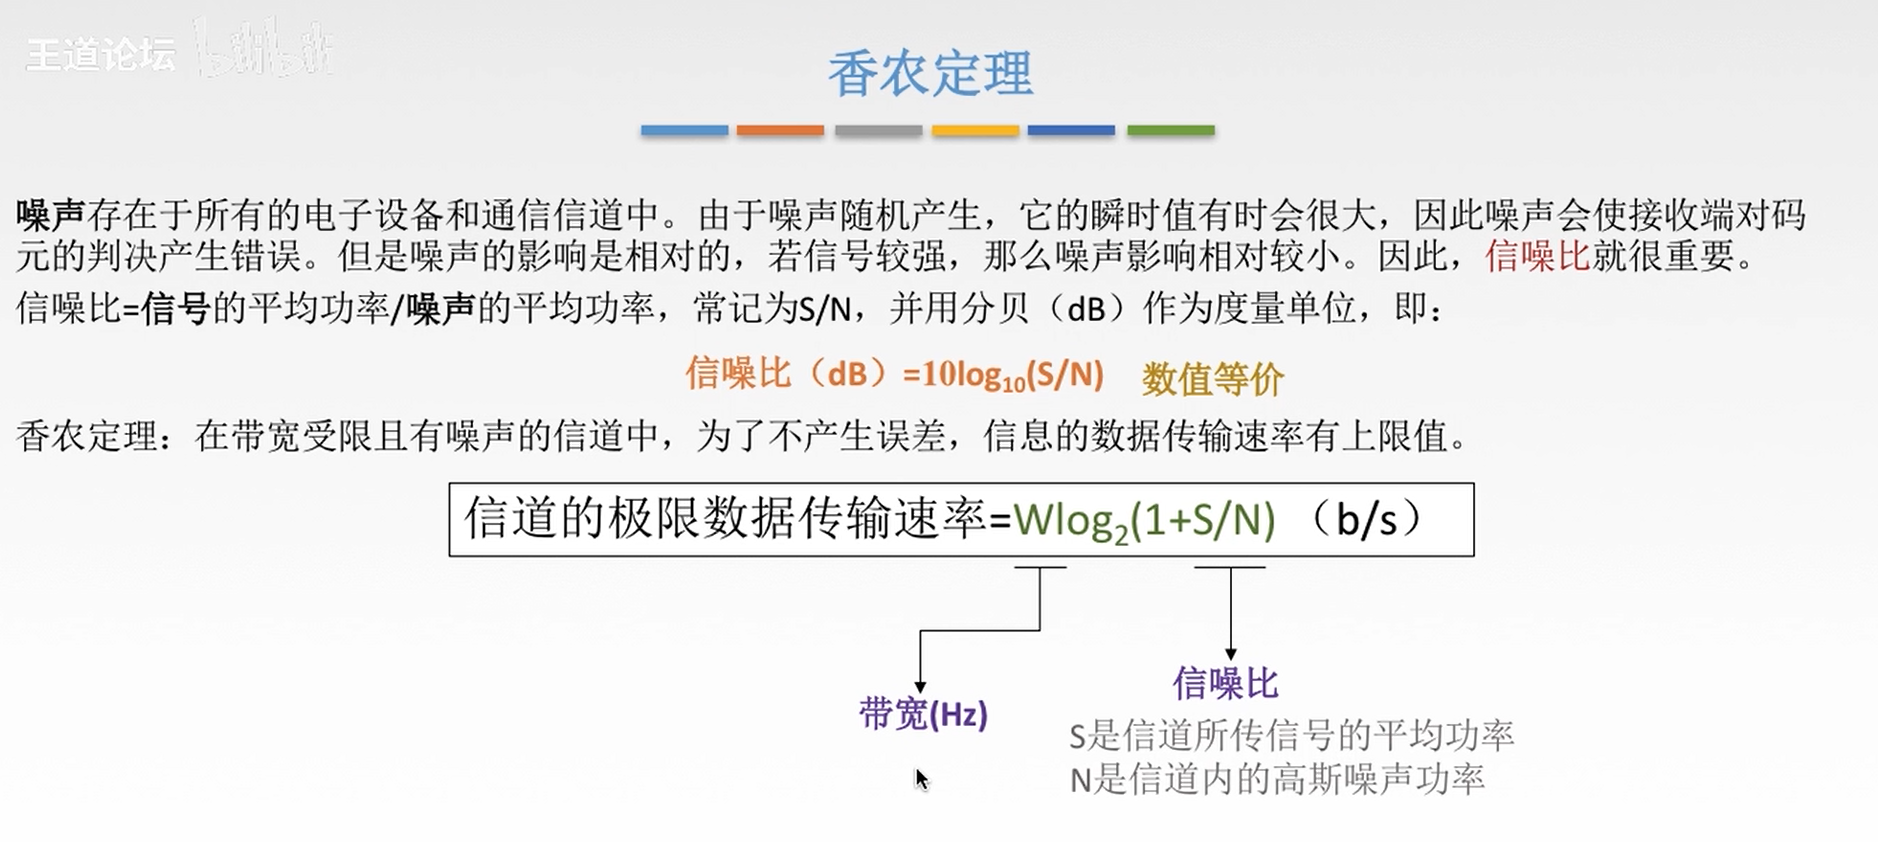 王道论坛 bilibili
香农定理
噪声存在于所有的电子设备和通信信道中。由于噪声随机产生，它的瞬时值有时会很大，因此噪声会使接收端对码
元的判决产生错误。但是噪声的影响是相对的，若信号较强，那么噪声影响相对较小。因此，信噪比就很重要。
信噪比=信号的平均功率/噪声的平均功率，常记为S/N，并用分贝（dB）作为度量单位，即：
信噪比（dB）=10log₁₀(S/N) 数值等价
香农定理：在带宽受限且有噪声的信道中，为了不产生误差，信息的数据传输速率有上限值。
信道的极限数据传输速率=Wlog₂(1+S/N) （b/s）
带宽(Hz)
信噪比
S是信道所传信号的平均功率
N是信道内的高斯噪声功率